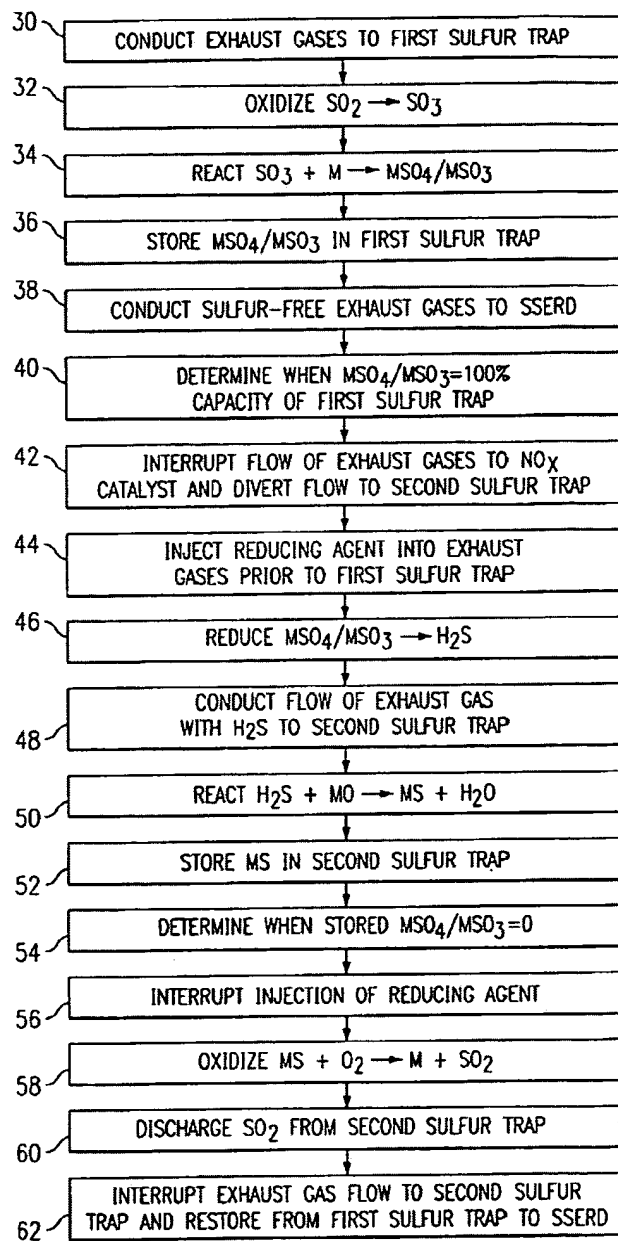 30
CONDUCT EXHAUST GASES TO FIRST SULFUR TRAP
32
OXIDIZE SO2 → SO3
34
REACT SO3 + M → MSO4/MSO3
36
STORE MSO4/MSO3 IN FIRST SULFUR TRAP
38
CONDUCT SULFUR-FREE EXHAUST GASES TO SSERD
40
DETERMINE WHEN MSO4/MSO3=100%
CAPACITY OF FIRST SULFUR TRAP
42
INTERRUPT FLOW OF EXHAUST GASES TO NOX
CATALYST AND DIVERT FLOW TO SECOND SULFUR TRAP
44
INJECT REDUCING AGENT INTO EXHAUST
GASES PRIOR TO FIRST SULFUR TRAP
46
REDUCE MSO4/MSO3 → H2S
CONDUCT FLOW OF EXHAUST GAS
WITH H2S TO SECOND SULFUR TRAP
48
REACT H2S + MO → MS + H2O
50
STORE MS IN SECOND SULFUR TRAP
52
DETERMINE WHEN STORED MSO4/MSO3=0
54
INTERRUPT INJECTION OF REDUCING AGENT
56
OXIDIZE MS + O2 → M + SO2
58
DISCHARGE SO2 FROM SECOND SULFUR TRAP
60
INTERRUPT EXHAUST GAS FLOW TO SECOND SULFUR
TRAP AND RESTORE FROM FIRST SULFUR TRAP TO SSERD
62